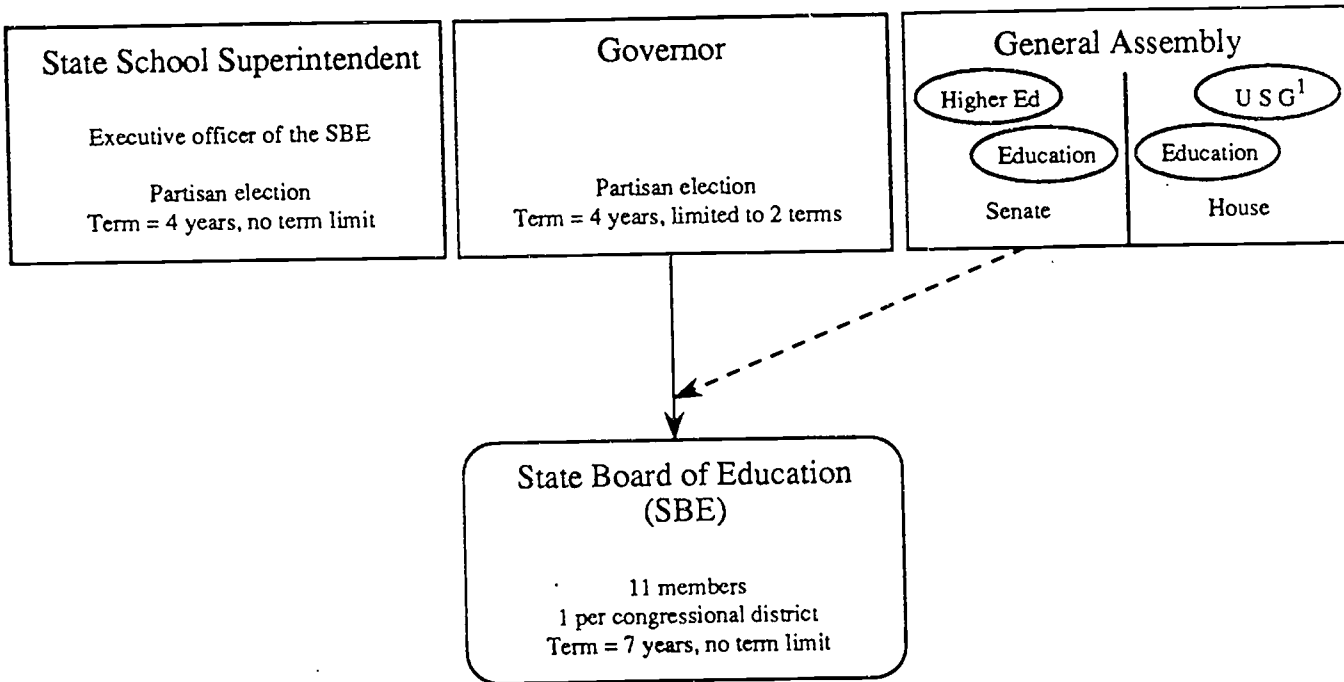 State School Superintendent
Executive officer of the SBE
Partisan election
Term = 4 years, no term limit
Governor
Partisan election
Term = 4 years, limited to 2 terms
General Assembly
Higher Ed
Education
Senate
U S G1
Education
House
State Board of Education
(SBE)
11 members
1 per congressional district
Term = 7 years, no term limit